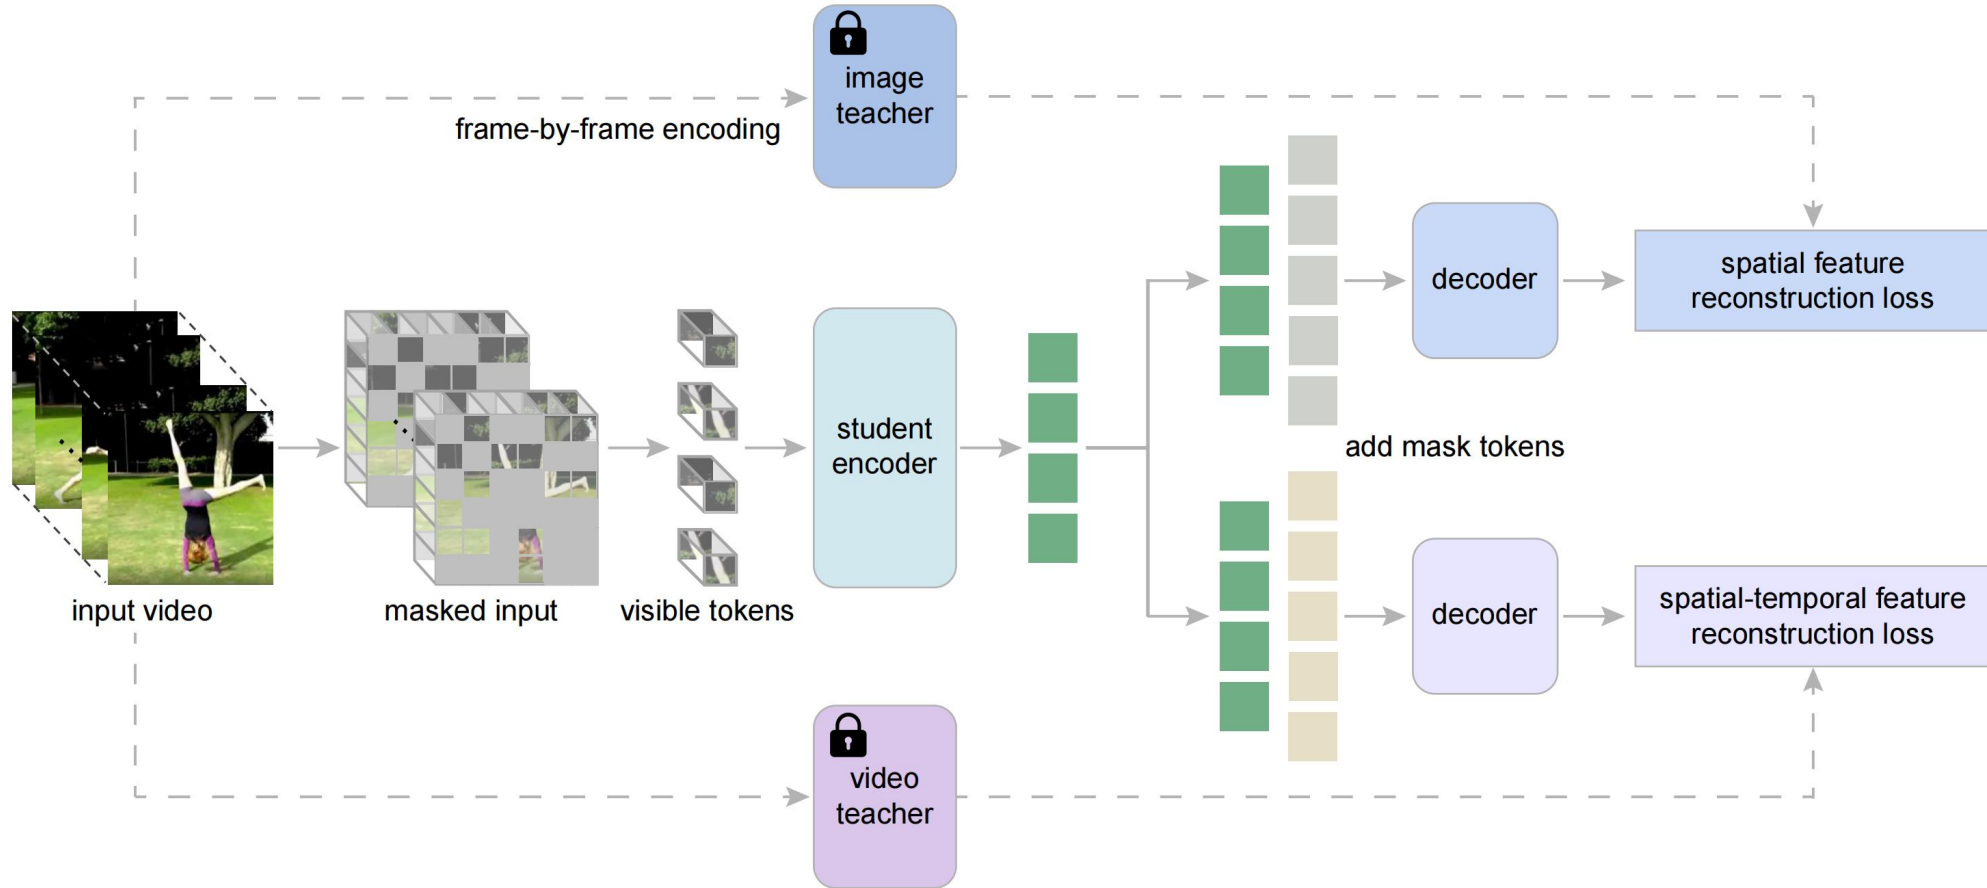 image
teacher
frame-by-frame encoding
decoder
spatial feature
reconstruction loss
student
encoder
add mask tokens
input video
masked input
visible tokens
decoder
spatial-temporal feature
reconstruction loss
video
teacher